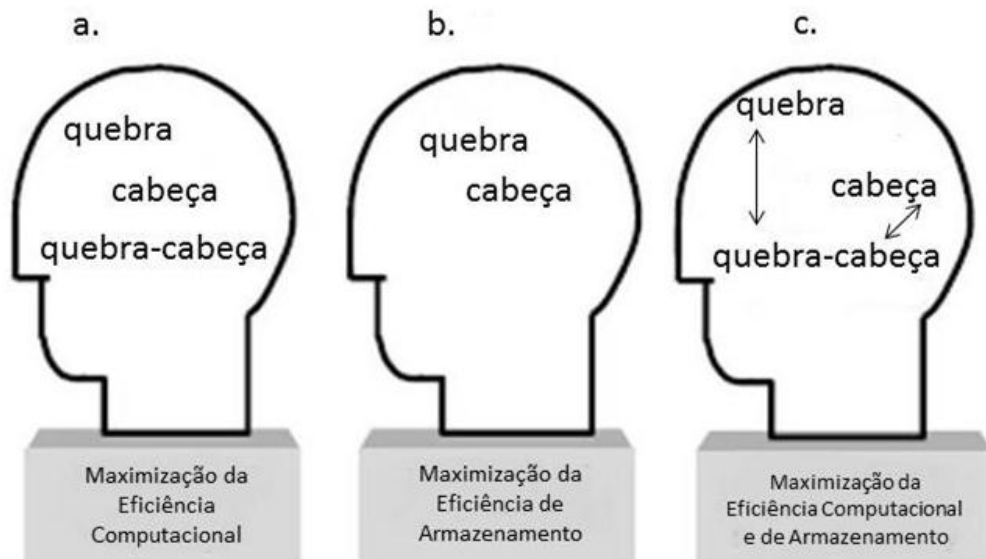 a.
quebra
cabeça
quebra-cabeça
Maximização da
Eficiência
Computacional
b.
quebra
cabeça
Maximização da
Eficiência de
Armazenamento
c.
quebra
cabeça
quebra-cabeça
Maximização da
Eficiência Computacional
e de Armazenamento